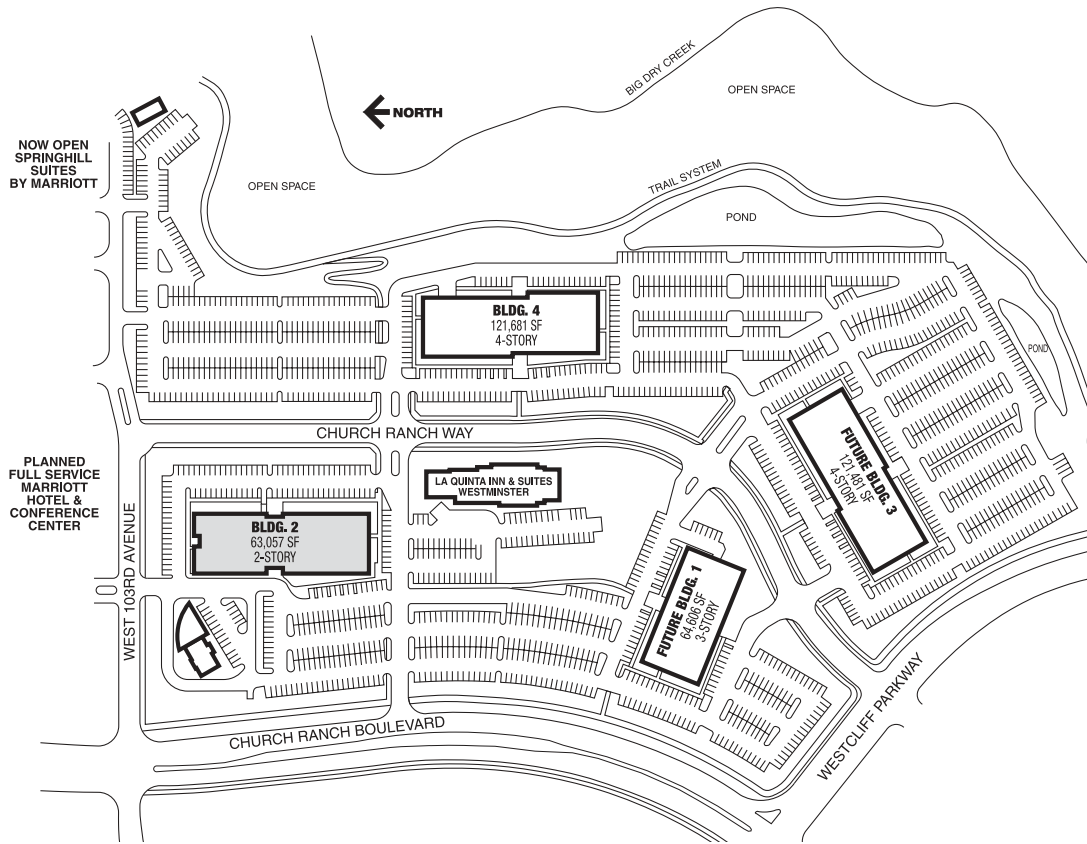 BIG DRY CREEK
OPEN SPACE
NORTH
NOW OPEN
SPRINGHILL
SUITES
BY MARRIOTT
OPEN SPACE
TRAIL SYSTEM
POND
BLDG. 4
121,681 SF
4-STORY
POND
CHURCH RANCH WAY
FUTURE BLDG. 3
121,481 SF
4-STORY
PLANNED
FULL SERVICE
MARRIOTT
HOTEL &
CONFERENCE
CENTER
LA QUINTA INN & SUITES
WESTMINSTER
BLDG. 2
63,057 SF
2-STORY
WEST 103RD AVENUE
FUTURE BLDG. 1
64,606 SF
3-STORY
CHURCH RANCH BOULEVARD
WESTCLIFF PARKWAY